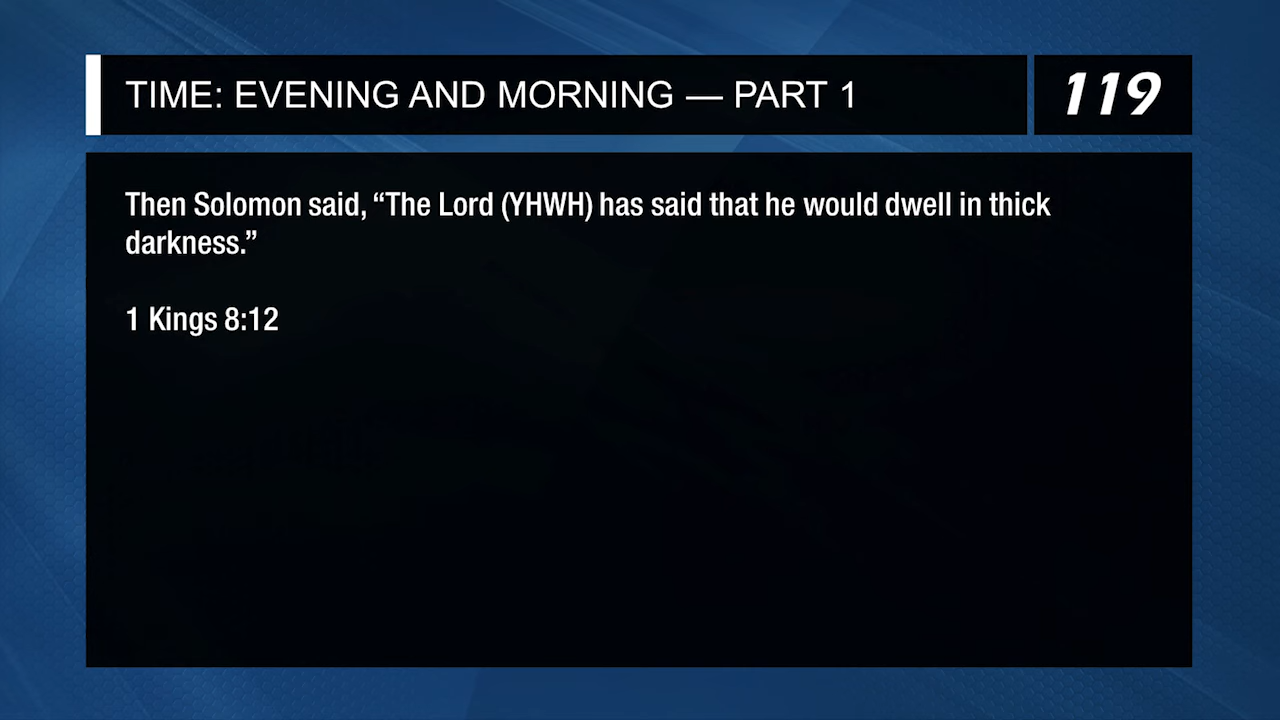 TIME: EVENING AND MORNING — PART 1
119
Then Solomon said, “The Lord (YHWH) has said that he would dwell in thick
darkness.”
1 Kings 8:12